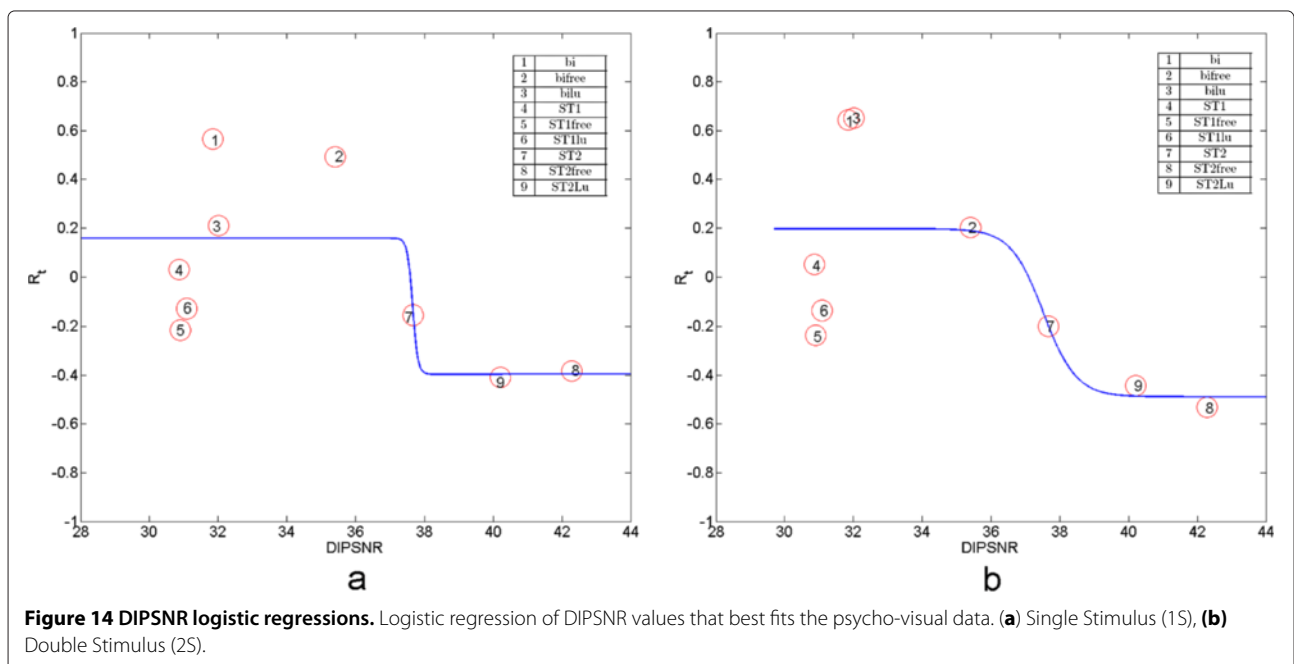 1
0.8
0.6
0.4
0.2
0
-0.2
-0.4
-0.6
-0.8
-1
R_t
28 30 32 34 36 38 40 42 44
DIPSNR
1 bi
2 bifree
3 bilu
4 ST1
5 ST1free
6 ST1lu
7 ST2
8 ST2free
9 ST2Lu
1
2
3
4
6
5
7
9
8
a
1
0.8
0.6
0.4
0.2
0
-0.2
-0.4
-0.6
-0.8
-1
R_t
28 30 32 34 36 38 40 42 44
DIPSNR
1 bi
2 bifree
3 bilu
4 ST1
5 ST1free
6 ST1lu
7 ST2
8 ST2free
9 ST2Lu
1 3
2
4
6
5
7
9
8
b
Figure 14 DIPSNR logistic regressions. Logistic regression of DIPSNR values that best fits the psycho-visual data. (a) Single Stimulus (1S), (b)
Double Stimulus (2S).